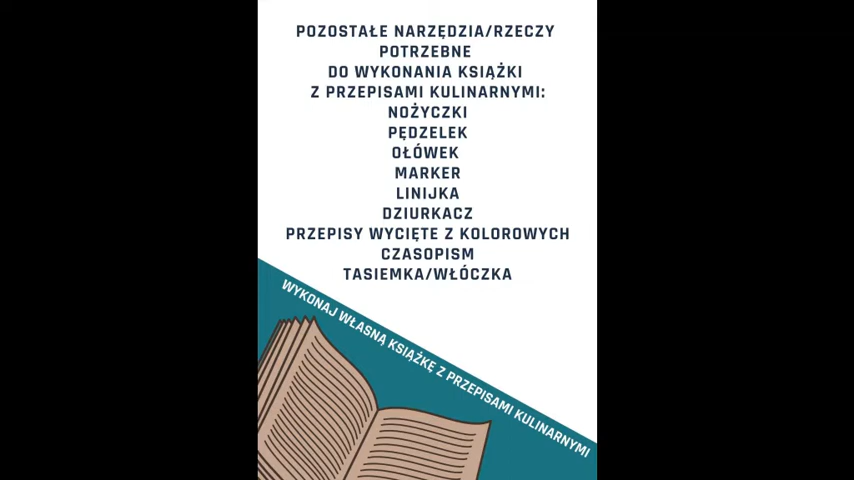 POZOSTAŁE NARZĘDZIA/RZECZY
POTRZEBNE
DO WYKONANIA KSIĄŻKI
Z PRZEPISAMI KULINARNYMI:
NOŻYCZKI
PĘDZELEK
OŁÓWEK
MARKER
LINIJKA
DZIURKACZ
PRZEPISY WYCIĘTE Z KOLOROWYCH
CZASOPISM
TASIEMKA/WŁÓCZKA
WYKONAJ WŁASNĄ KSIĄŻKĘ Z PRZEPISAMI KULINARNYMI